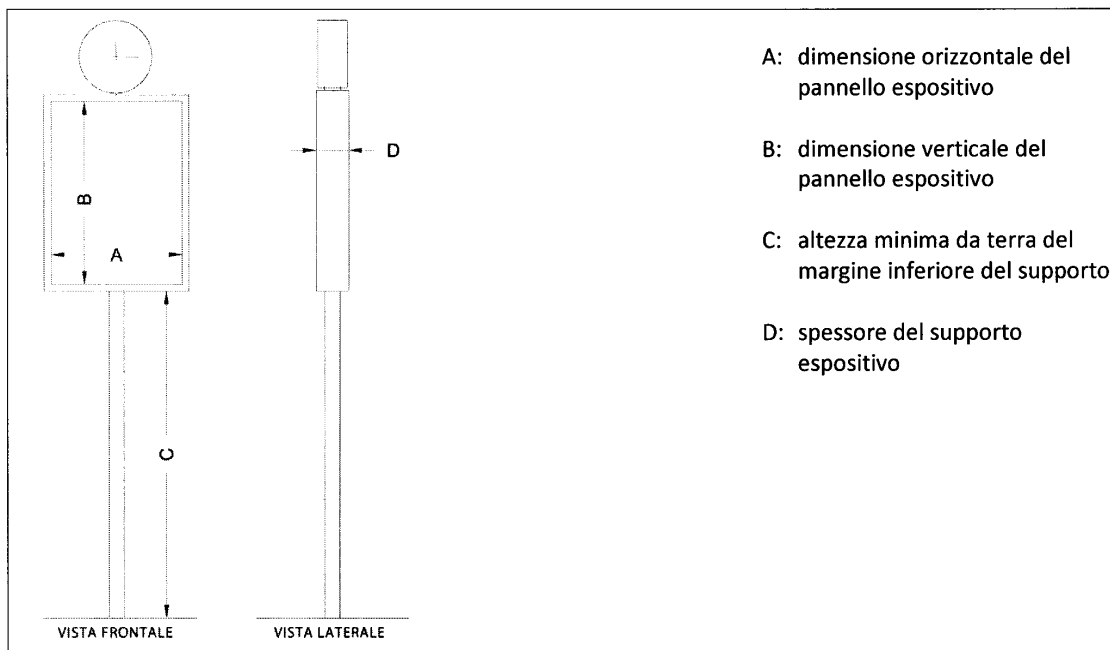 D
B
A
C
VISTA FRONTALE
VISTA LATERALE
A: dimensione orizzontale del
pannello espositivo
B: dimensione verticale del
pannello espositivo
C: altezza minima da terra del
margine inferiore del supporto
D: spessore del supporto
espositivo